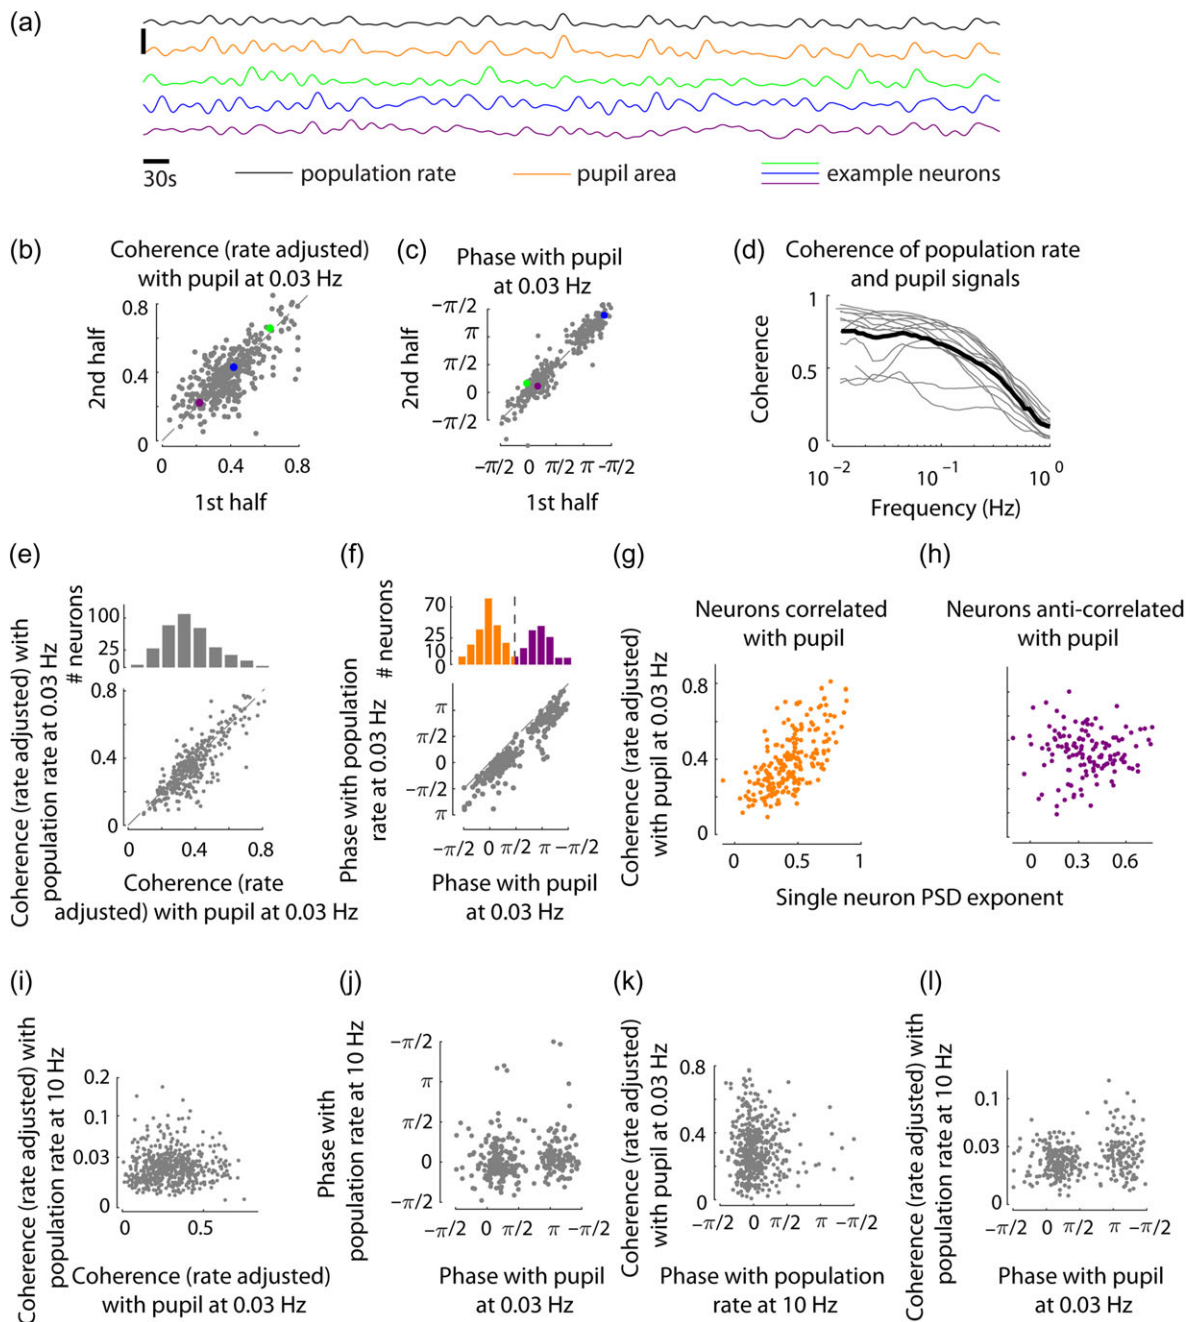 (a)
30s
population rate
pupil area
example neurons
(b)
Coherence (rate adjusted)
with pupil at 0.03 Hz
2nd half
0.8
0.4
0
0
0.4
0.8
1st half
(c)
Phase with pupil
at 0.03 Hz
2nd half
−π/2
π
π/2
0
−π/2
−π/2
0
π/2
π
−π/2
1st half
(d)
Coherence of population rate
and pupil signals
Coherence
1
0.5
0
10⁻²
10⁻¹
10⁰
Frequency (Hz)
(e)
# neurons
100
25
0
Coherence (rate adjusted) with
population rate at 0.03 Hz
0.8
0.4
0
0
0.4
0.8
Coherence (rate
adjusted) with pupil at 0.03 Hz
(f)
# neurons
70
25
10
0
Phase with population
rate at 0.03 Hz
π
π/2
0
−π/2
π
−π/2
0
π/2
π
−π/2
Phase with pupil
at 0.03 Hz
(g)
Neurons correlated
with pupil
Coherence (rate adjusted)
with pupil at 0.03 Hz
0.8
0.4
0
0
0.5
1
(h)
Neurons anti-correlated
with pupil
0
0.3
0.6
Single neuron PSD exponent
(i)
Coherence (rate adjusted) with
population rate at 10 Hz
0.2
0.1
0.03
0
0
0.5
Coherence (rate adjusted)
with pupil at 0.03 Hz
(j)
Phase with
population rate at 10 Hz
−π/2
π
π/2
0
−π/2
−π/2
0
π/2
π
−π/2
Phase with pupil
at 0.03 Hz
(k)
Coherence (rate adjusted)
with pupil at 0.03 Hz
0.8
0.4
0
−π/2
0
π/2
π
−π/2
Phase with population
rate at 10 Hz
(l)
Coherence (rate adjusted) with
population rate at 10 Hz
0.1
0.03
0
−π/2
0
π/2
π
−π/2
Phase with pupil
at 0.03 Hz